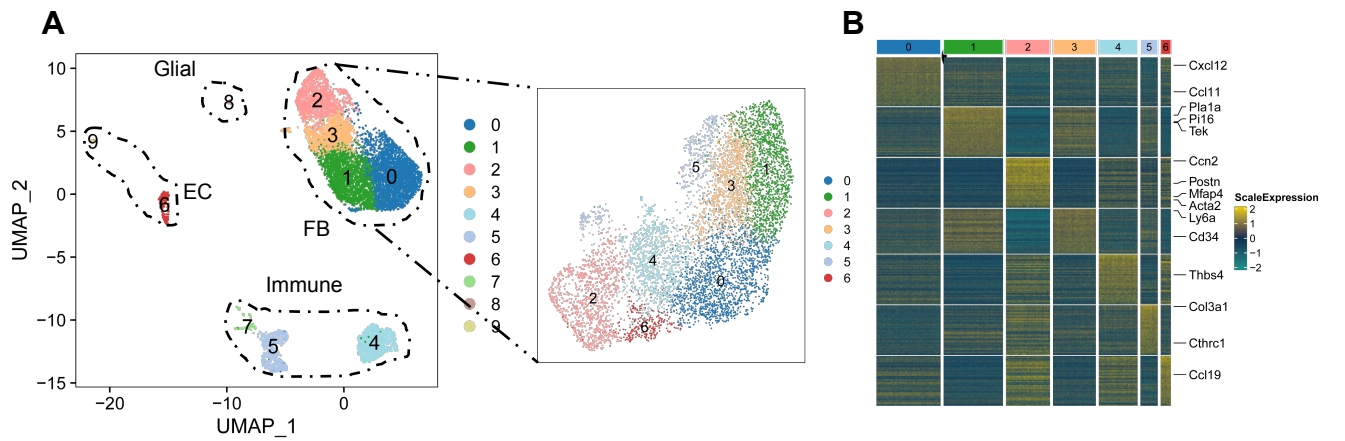 A
B
10
5
0
−5
−10
−15
UMAP_2
−20
−10
0
UMAP_1
Glial
8
9
EC
6
2
3
1
0
FB
Immune
7
5
4
0
1
2
3
4
5
6
7
8
9
5
3
1
4
0
2
6
0
1
2
3
4
5
6
0 1 2 3 4 5 6
Cxcl12
Ccl11
Pla1a
Pi16
Tek
Ccn2
Postn
Mfap4
Acta2
Ly6a
Cd34
Thbs4
Col3a1
Cthrc1
Ccl19
ScaleExpression
2
1
0
−1
−2